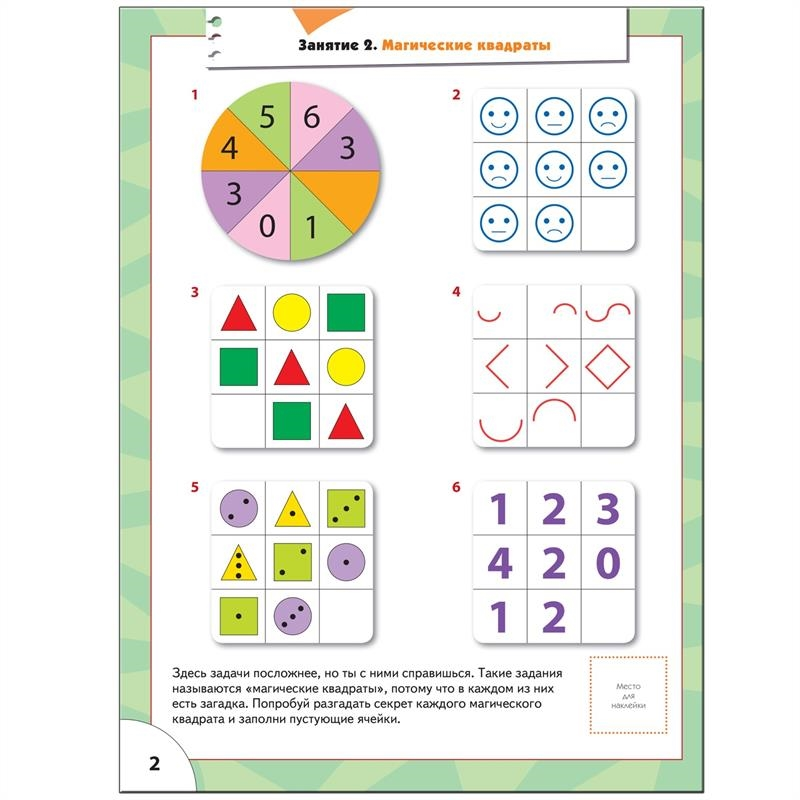 Занятие 2. Магические квадраты
1
5 6
4 3
3
0 1
2
3
4
5
6
1 2 3
4 2 0
1 2
Здесь задачи посложнее, но ты с ними справишься. Такие задания
называются «магические квадраты», потому что в каждом из них
есть загадка. Попробуй разгадать секрет каждого магического
квадрата и заполни пустующие ячейки.
Место
для
наклейки
2